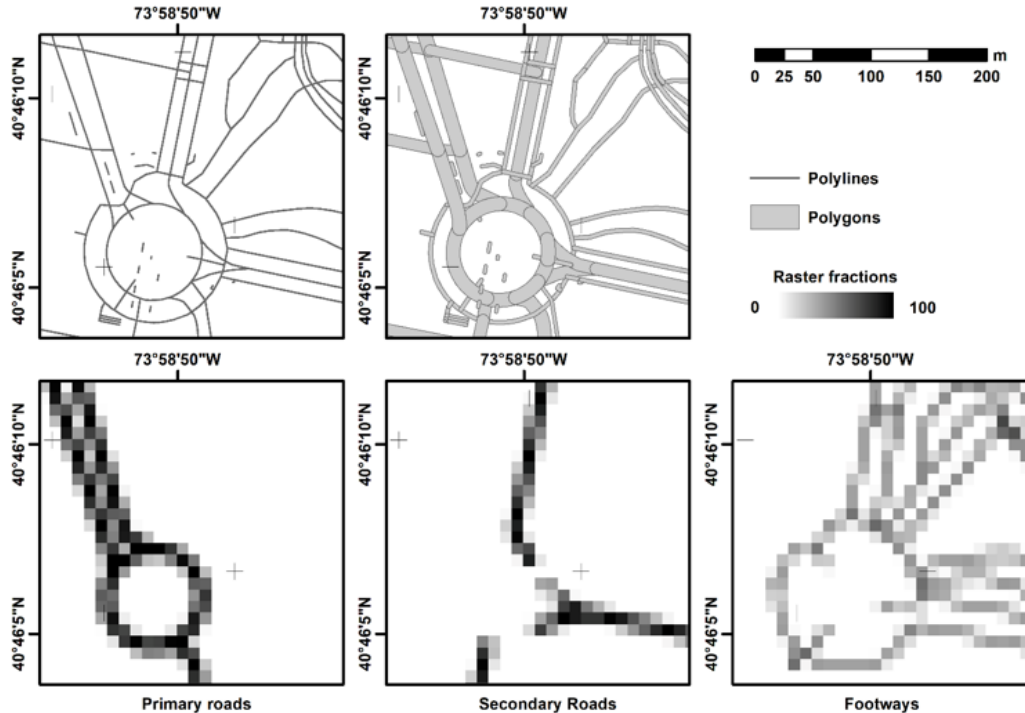 73°58'50"W
73°58'50"W
40°46'10"N
40°46'5"N
40°46'10"N
40°46'5"N
m
0 25 50 100 150 200
Polylines
Polygons
Raster fractions
0 100
73°58'50"W
73°58'50"W
73°58'50"W
40°46'10"N
40°46'5"N
40°46'10"N
40°46'5"N
40°46'10"N
40°46'5"N
Primary roads
Secondary Roads
Footways